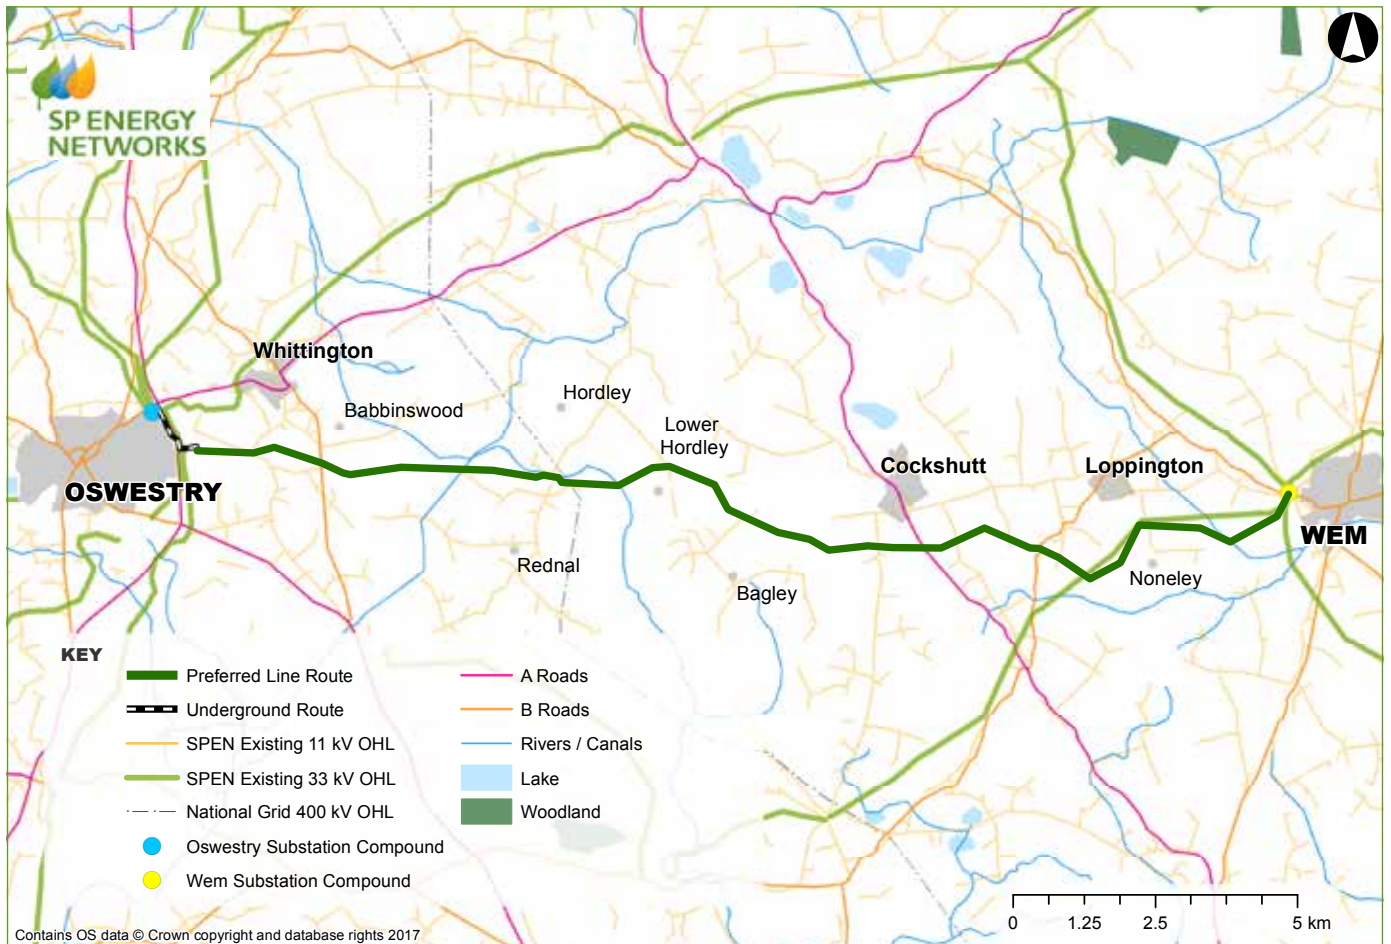 SP ENERGY
NETWORKS
Whittington
Babbinswood
Hordley
Lower
Hordley
Cockshutt
Loppington
OSWESTRY
WEM
Rednal
Bagley
Noneley
KEY
Preferred Line Route
Underground Route
SPEN Existing 11 kV OHL
SPEN Existing 33 kV OHL
National Grid 400 kV OHL
Oswestry Substation Compound
Wem Substation Compound
A Roads
B Roads
Rivers / Canals
Lake
Woodland
0 1.25 2.5 5 km
Contains OS data © Crown copyright and database rights 2017